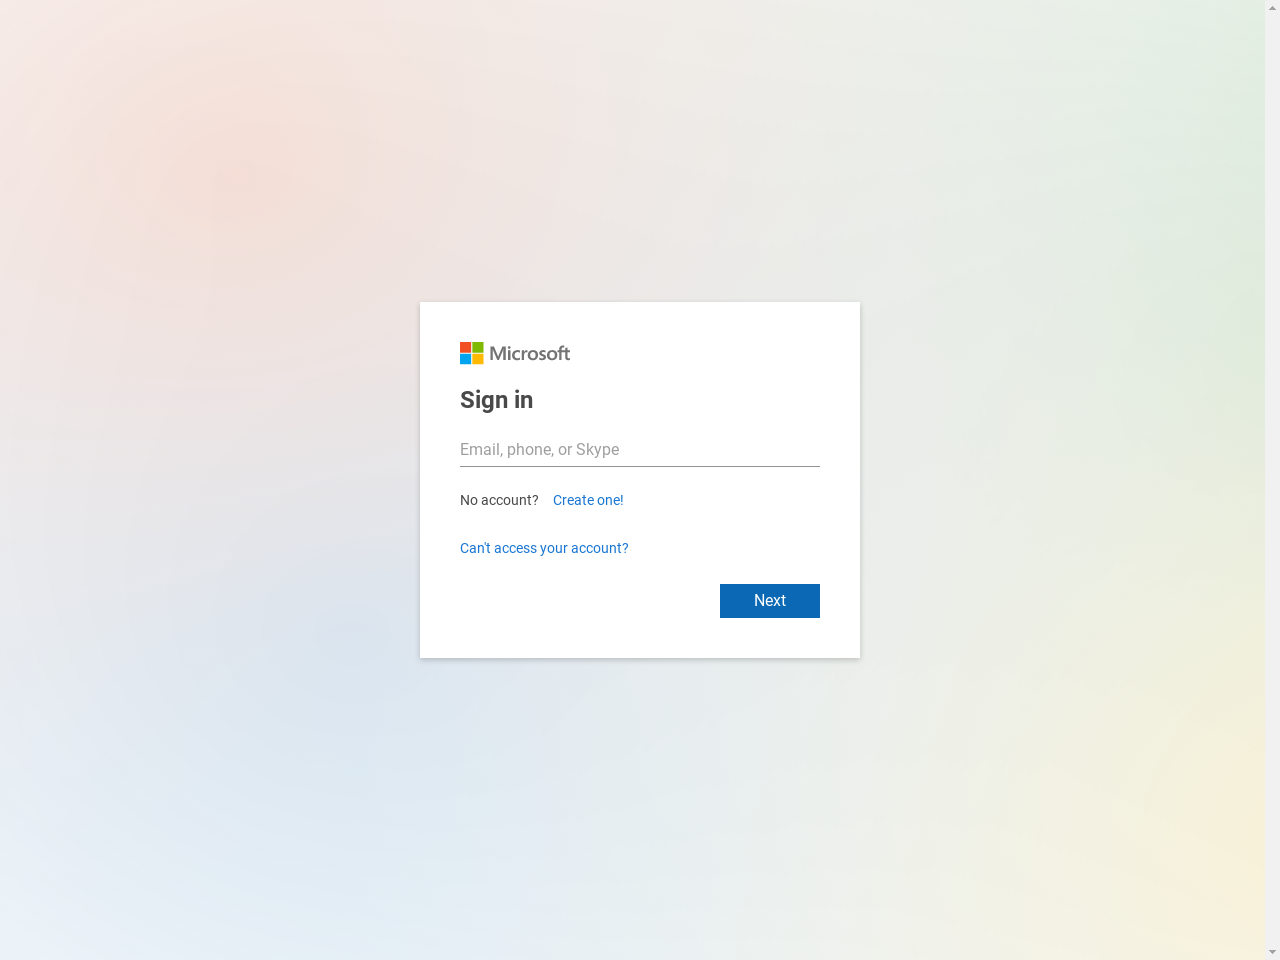 Microsoft
Sign in
Email, phone, or Skype
No account? Create one!
Can't access your account?
Next